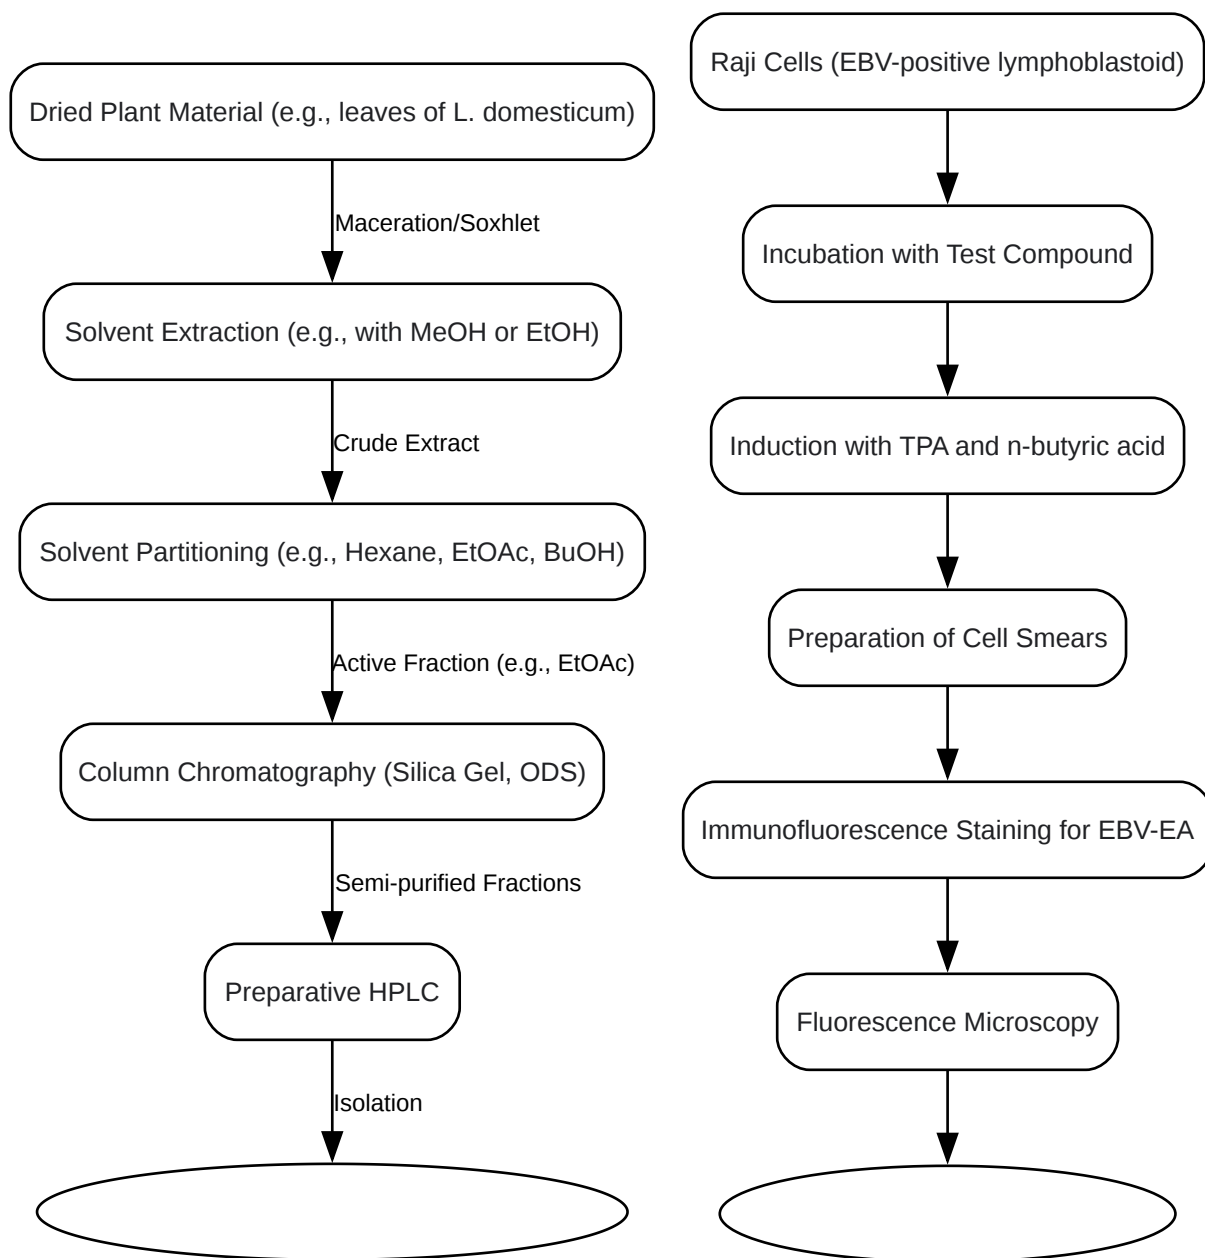 Dried Plant Material (e.g., leaves of L. domesticum)
Maceration/Soxhlet
Solvent Extraction (e.g., with MeOH or EtOH)
Crude Extract
Solvent Partitioning (e.g., Hexane, EtOAc, BuOH)
Active Fraction (e.g., EtOAc)
Column Chromatography (Silica Gel, ODS)
Semi-purified Fractions
Preparative HPLC
Isolation
Raji Cells (EBV-positive lymphoblastoid)
Incubation with Test Compound
Induction with TPA and n-butyric acid
Preparation of Cell Smears
Immunofluorescence Staining for EBV-EA
Fluorescence Microscopy